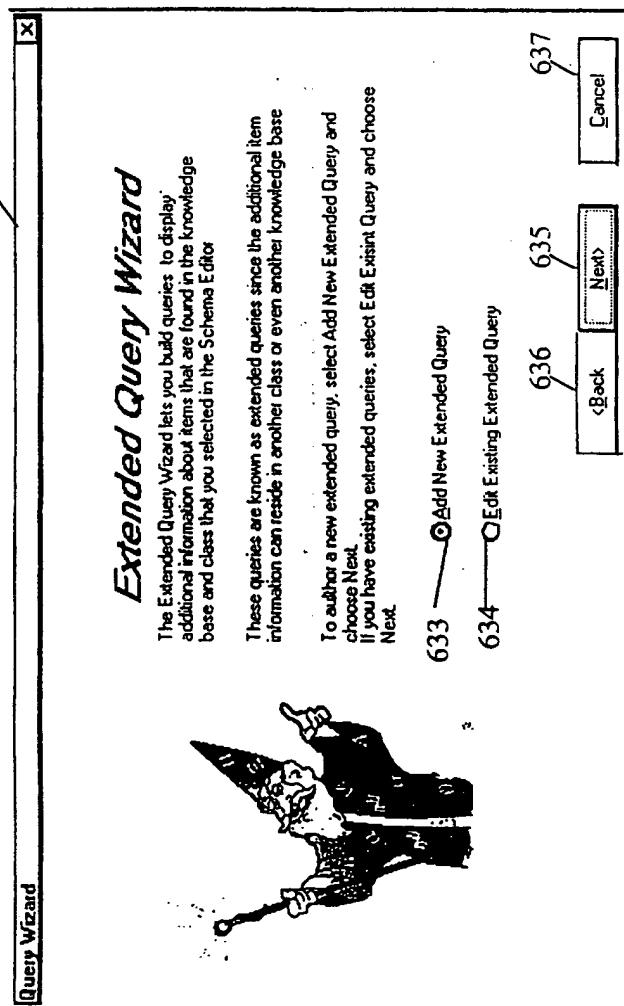 Query Wizard
X
Extended Query Wizard
The Extended Query Wizard lets you build queries to display
additional information about items that are found in the knowledge
base and class that you selected in the Schema Editor
These queries are known as extended queries since the additional item
information can reside in another class or even another knowledge base
To author a new extended query, select Add New Extended Query and
choose Next.
If you have existing extended queries, select Edit Exisint Query and choose
Next.
633
Add New Extended Query
634
Edit Existing Extended Query
636
635
637
<Back
Next>
Cancel